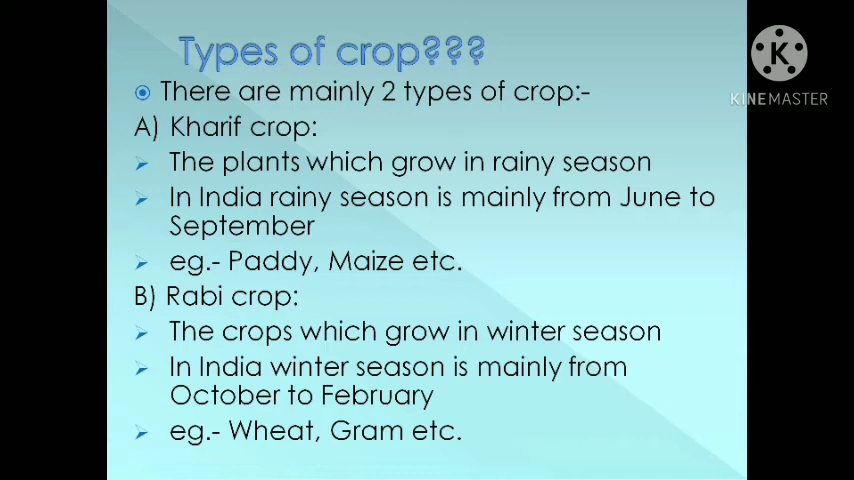 Types of crop???
There are mainly 2 types of crop:-
A) Kharif crop:
The plants which grow in rainy season
In India rainy season is mainly from June to
September
eg.- Paddy, Maize etc.
B) Rabi crop:
The crops which grow in winter season
In India winter season is mainly from
October to February
eg.- Wheat, Gram etc.
K
KINEMASTER